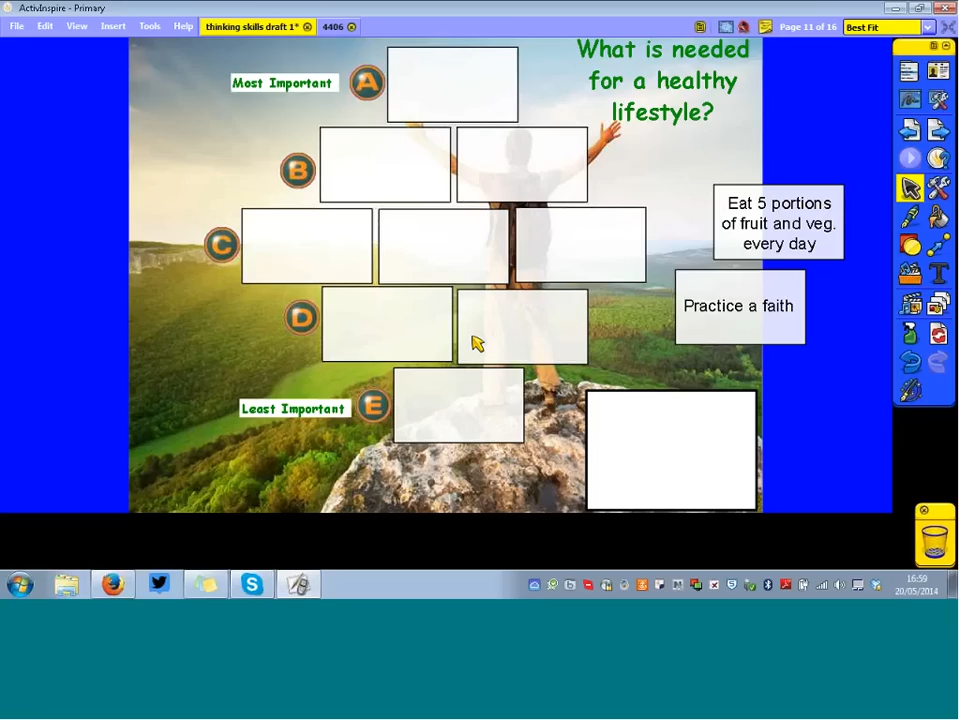 ActivInspire - Primary
File Edit View Insert Tools Help thinking skills draft 1* 4406 Page 11 of 16 Best Fit
What is needed
for a healthy
lifestyle?
Most Important A
B
C
D
Least Important E
Eat 5 portions
of fruit and veg.
every day
Practice a faith
16:59
20/05/2014